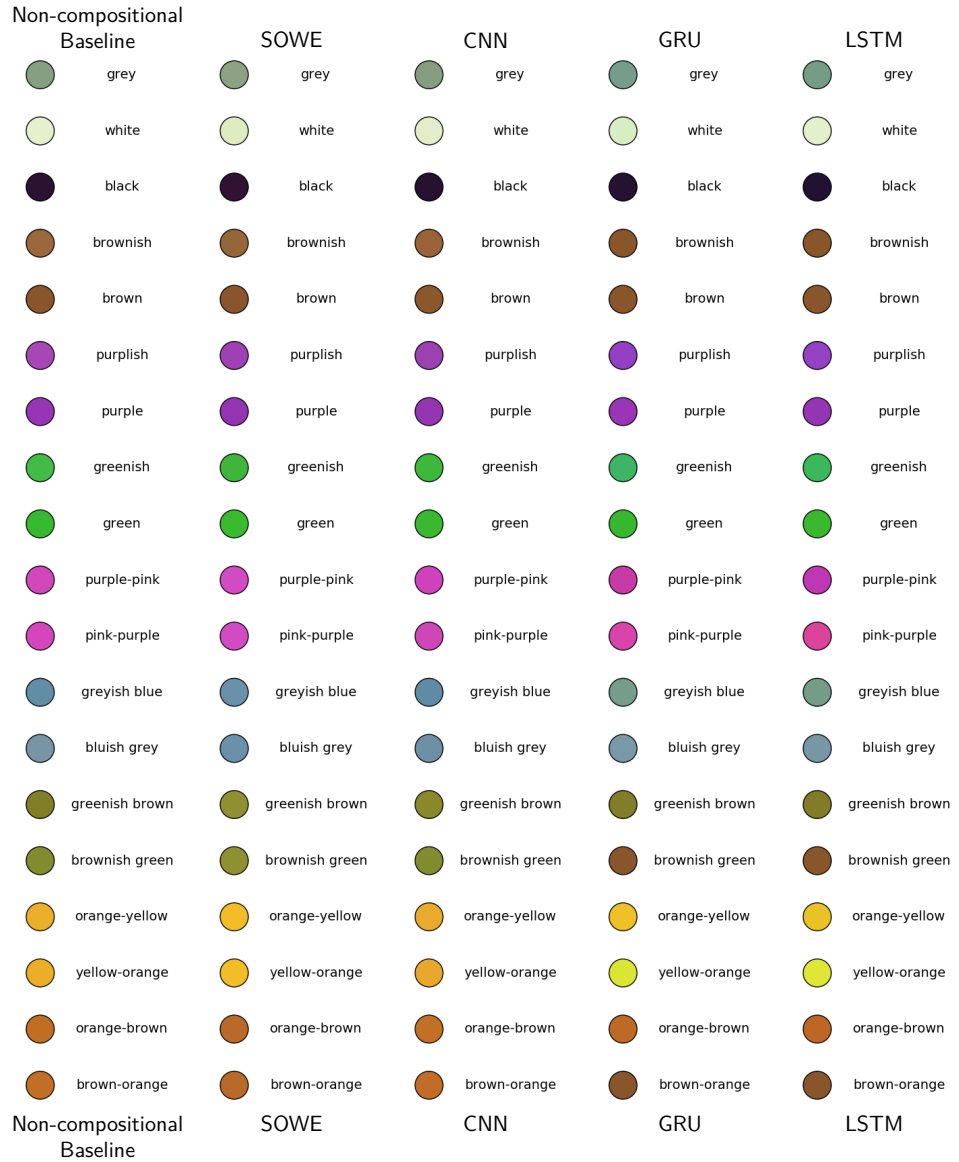 Non-compositional
Baseline SOWE CNN GRU LSTM
grey grey grey grey grey
white white white white white
black black black black black
brownish brownish brownish brownish brownish
brown brown brown brown brown
purplish purplish purplish purplish purplish
purple purple purple purple purple
greenish greenish greenish greenish greenish
green green green green green
purple-pink purple-pink purple-pink purple-pink purple-pink
pink-purple pink-purple pink-purple pink-purple pink-purple
greyish blue greyish blue greyish blue greyish blue greyish blue
bluish grey bluish grey bluish grey bluish grey bluish grey
greenish brown greenish brown greenish brown greenish brown greenish brown
brownish green brownish green brownish green brownish green brownish green
orange-yellow orange-yellow orange-yellow orange-yellow orange-yellow
yellow-orange yellow-orange yellow-orange yellow-orange yellow-orange
orange-brown orange-brown orange-brown orange-brown orange-brown
brown-orange brown-orange brown-orange brown-orange brown-orange
Non-compositional SOWE CNN GRU LSTM
Baseline